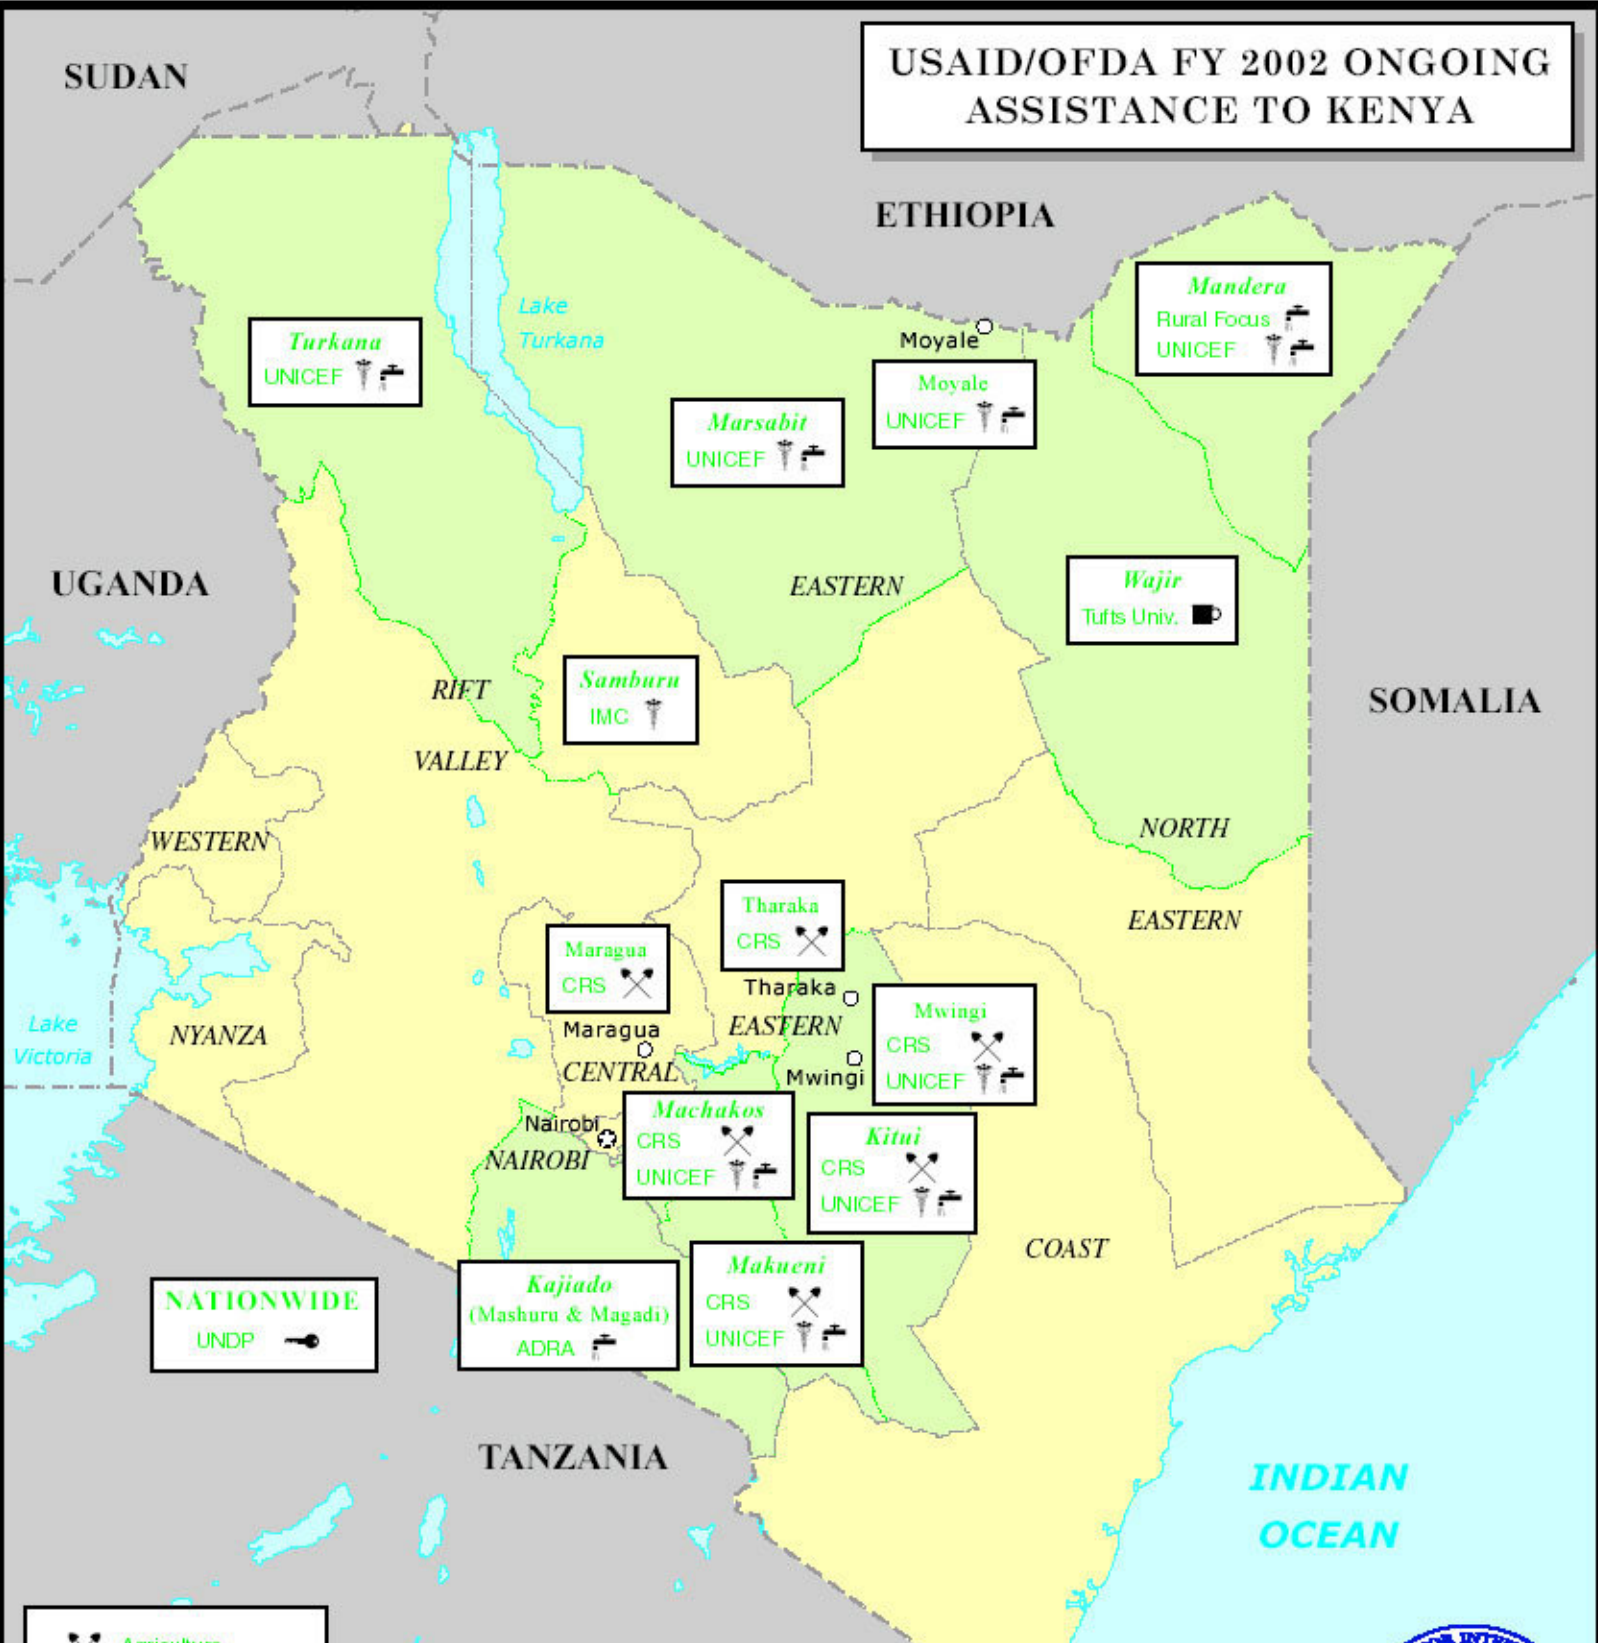 USAID/OFDA FY 2002 ONGOING
ASSISTANCE TO KENYA
SUDAN
ETHIOPIA
Mandera
Rural Focus
UNICEF
Lake
Turkana
Turkana
UNICEF
Moyale
Moyale
UNICEF
Marsabit
UNICEF
UGANDA
EASTERN
Wajir
Tufts Univ.
SOMALIA
RIFT
VALLEY
Samburu
IMC
WESTERN
NORTH
EASTERN
Tharaka
CRS
Maragua
CRS
Tharaka
Maragua
EASTERN
Mwingi
CRS
UNICEF
Lake
Victoria
NYANZA
CENTRAL
Mwingi
Nairobi
NAIROBI
Machakos
CRS
UNICEF
Kitui
CRS
UNICEF
COAST
NATIONWIDE
UNDP
Kajiado
(Mashuru & Magadi)
ADRA
Makueni
CRS
UNICEF
TANZANIA
INDIAN
OCEAN